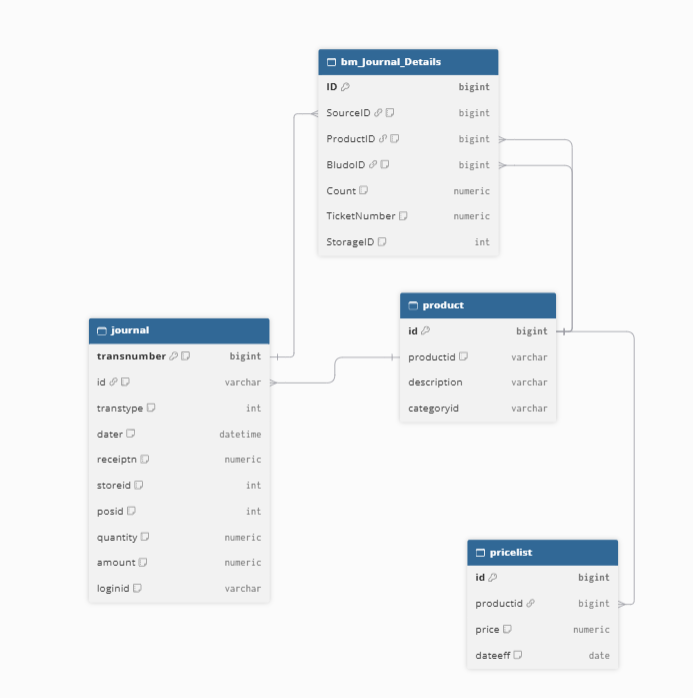 bm_Journal_Details
ID bigint
SourceID bigint
ProductID bigint
BludoID bigint
Count numeric
TicketNumber numeric
StorageID int
product
id bigint
productid varchar
description varchar
categoryid varchar
journal
transnumber bigint
id varchar
transtype int
dater datetime
receiptn numeric
storeid int
posid int
quantity numeric
amount numeric
loginid varchar
pricelist
id bigint
productid bigint
price numeric
dateeff date